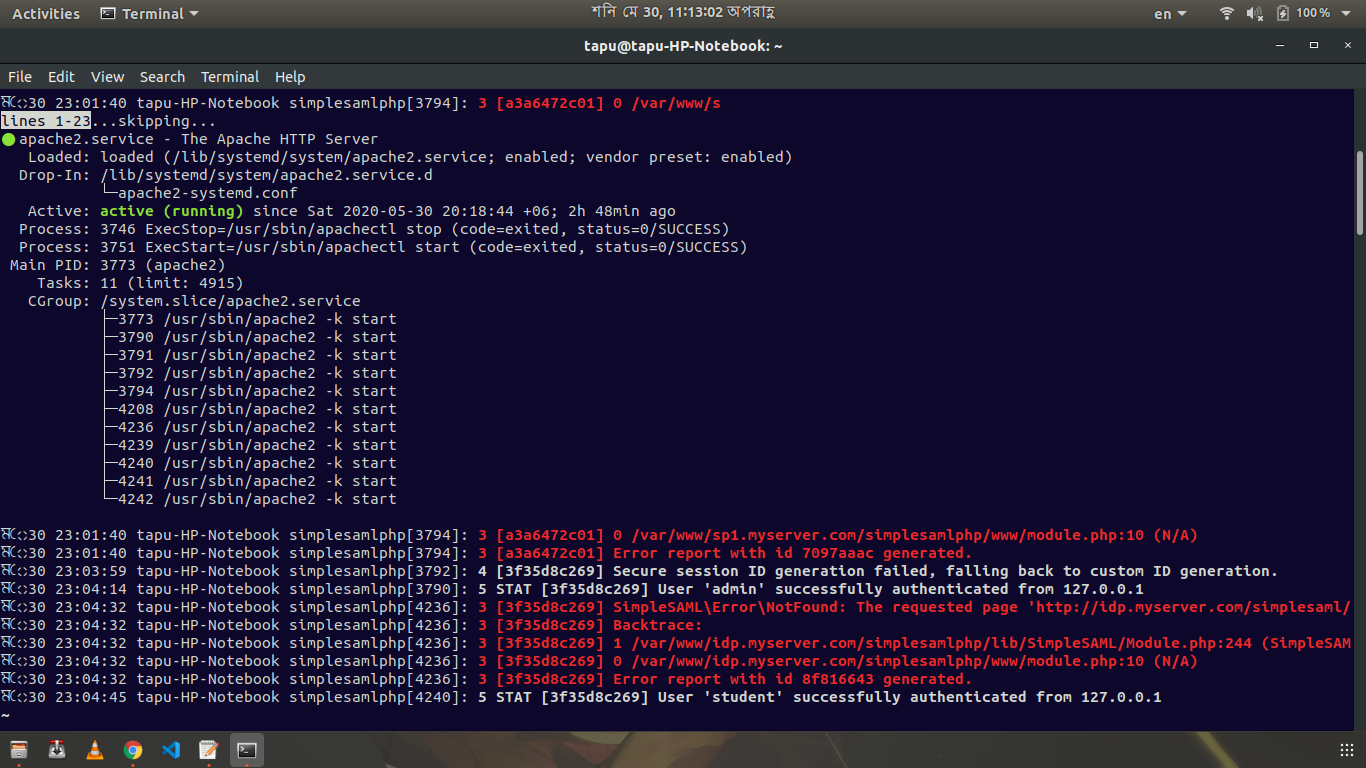 Activities Terminal শনি মে 30, 11:13:02 অপরাহ্ণ en 100%
tapu@tapu-HP-Notebook: ~
File Edit View Search Terminal Help
30 23:01:40 tapu-HP-Notebook simplesamlphp[3794]: 3 [a3a6472c01] 0 /var/www/s
lines 1-23...skipping...
● apache2.service - The Apache HTTP Server
Loaded: loaded (/lib/systemd/system/apache2.service; enabled; vendor preset: enabled)
Drop-In: /lib/systemd/system/apache2.service.d
└─apache2-systemd.conf
Active: active (running) since Sat 2020-05-30 20:18:44 +06; 2h 48min ago
Process: 3746 ExecStop=/usr/sbin/apachectl stop (code=exited, status=0/SUCCESS)
Process: 3751 ExecStart=/usr/sbin/apachectl start (code=exited, status=0/SUCCESS)
Main PID: 3773 (apache2)
Tasks: 11 (limit: 4915)
CGroup: /system.slice/apache2.service
├─3773 /usr/sbin/apache2 -k start
├─3790 /usr/sbin/apache2 -k start
├─3791 /usr/sbin/apache2 -k start
├─3792 /usr/sbin/apache2 -k start
├─3794 /usr/sbin/apache2 -k start
├─4208 /usr/sbin/apache2 -k start
├─4236 /usr/sbin/apache2 -k start
├─4239 /usr/sbin/apache2 -k start
├─4240 /usr/sbin/apache2 -k start
├─4241 /usr/sbin/apache2 -k start
└─4242 /usr/sbin/apache2 -k start
30 23:01:40 tapu-HP-Notebook simplesamlphp[3794]: 3 [a3a6472c01] 0 /var/www/sp1.myserver.com/simplesamlphp/www/module.php:10 (N/A)
30 23:01:40 tapu-HP-Notebook simplesamlphp[3794]: 3 [a3a6472c01] Error report with id 7097aaac generated.
30 23:03:59 tapu-HP-Notebook simplesamlphp[3792]: 4 [3f35d8c269] Secure session ID generation failed, falling back to custom ID generation.
30 23:04:14 tapu-HP-Notebook simplesamlphp[3790]: 5 STAT [3f35d8c269] User 'admin' successfully authenticated from 127.0.0.1
30 23:04:32 tapu-HP-Notebook simplesamlphp[4236]: 3 [3f35d8c269] SimpleSAML\Error\NotFound: The requested page 'http://idp.myserver.com/simplesaml/
30 23:04:32 tapu-HP-Notebook simplesamlphp[4236]: 3 [3f35d8c269] Backtrace:
30 23:04:32 tapu-HP-Notebook simplesamlphp[4236]: 3 [3f35d8c269] 1 /var/www/idp.myserver.com/simplesamlphp/lib/SimpleSAML/Module.php:244 (SimpleSAM
30 23:04:32 tapu-HP-Notebook simplesamlphp[4236]: 3 [3f35d8c269] 0 /var/www/idp.myserver.com/simplesamlphp/www/module.php:10 (N/A)
30 23:04:32 tapu-HP-Notebook simplesamlphp[4236]: 3 [3f35d8c269] Error report with id 8f816643 generated.
30 23:04:45 tapu-HP-Notebook simplesamlphp[4240]: 5 STAT [3f35d8c269] User 'student' successfully authenticated from 127.0.0.1
~